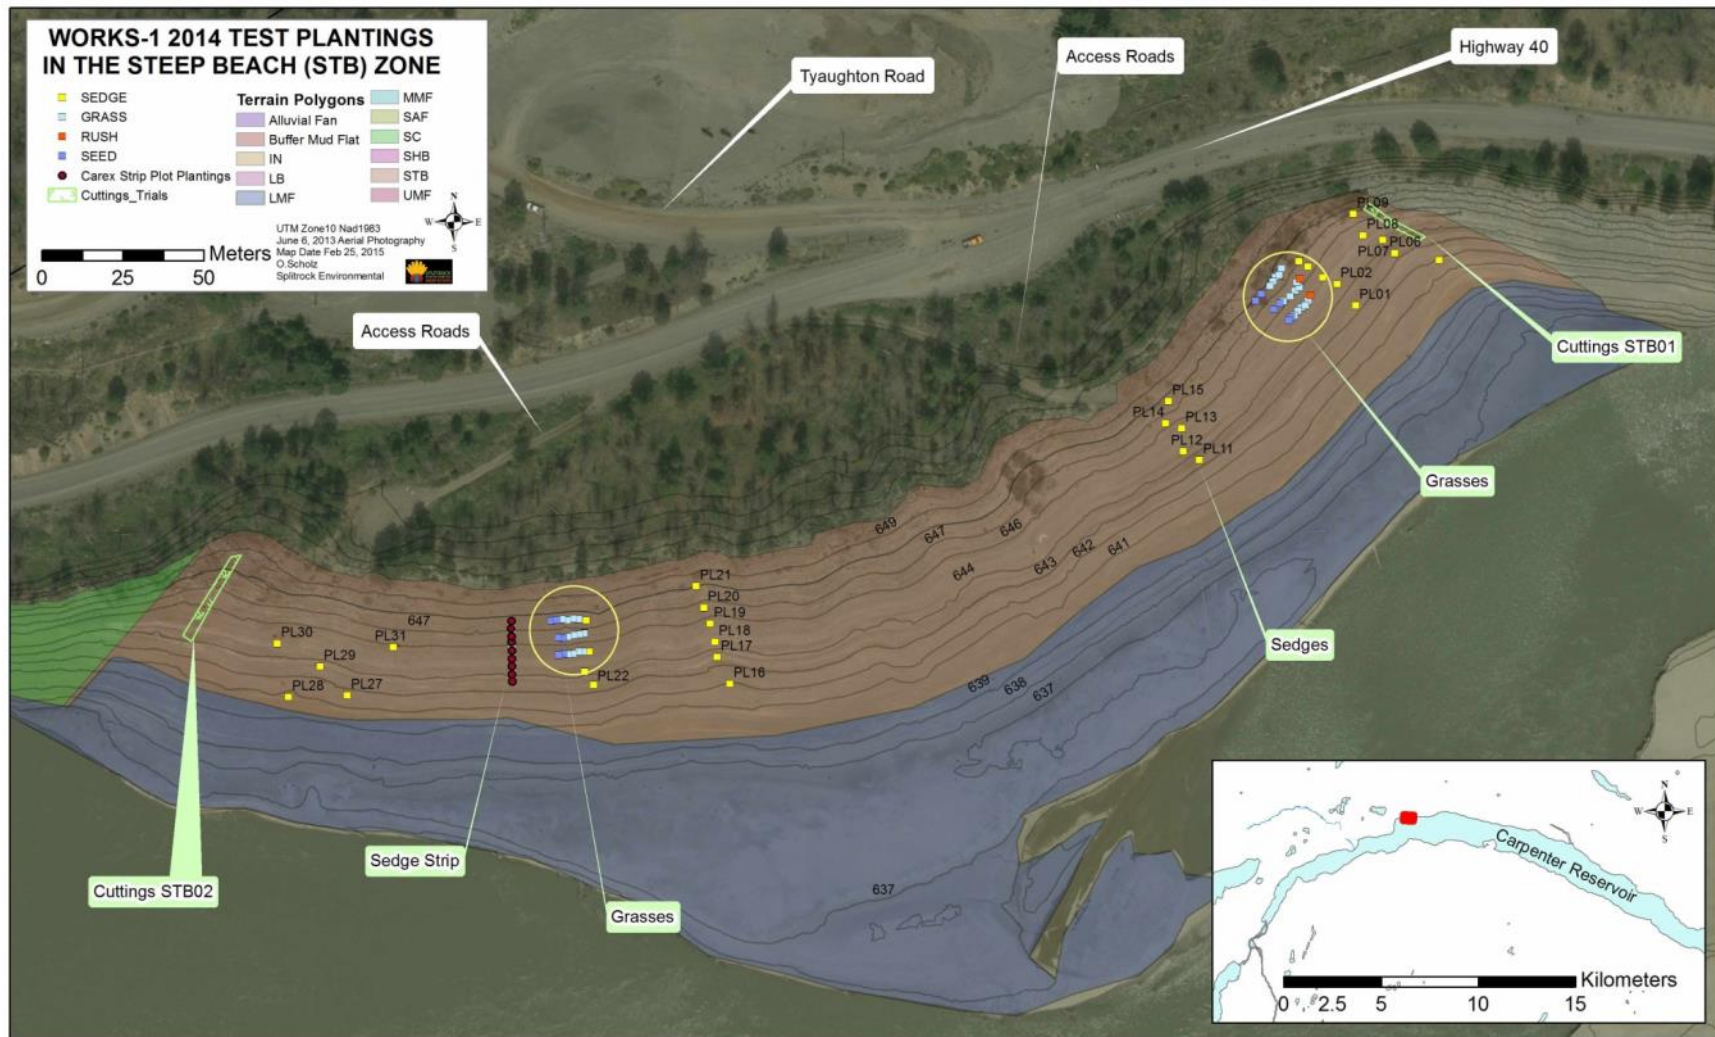 WORKS-1 2014 TEST PLANTINGS
IN THE STEEP BEACH (STB) ZONE
SEDGE
GRASS
RUSH
SEED
Carex Strip Plot Plantings
Cuttings_Trials
Terrain Polygons
Alluvial Fan
Buffer Mud Flat
IN
LB
LMF
MMF
SAF
SC
SHB
STB
UMF
N
W E
S
UTM Zone10 Nad1983
June 6, 2013 Aerial Photography
Map Date Feb 25, 2015
O.Scholz
Splitrock Environmental
Meters
0 25 50
Tyaughton Road
Access Roads
Highway 40
Access Roads
PL09
PL08
PL06
PL07
PL02
PL01
Cuttings STB01
PL15
PL14
PL13
PL12
PL11
Grasses
649
647
646
644
643
642
641
PL21
PL20
PL19
PL18
PL17
PL16
647
PL30
PL31
PL29
PL28
PL27
PL22
Sedges
639
638
637
637
Sedge Strip
Cuttings STB02
Grasses
N
W E
S
Carpenter Reservoir
Kilometers
0 2.5 5 10 15